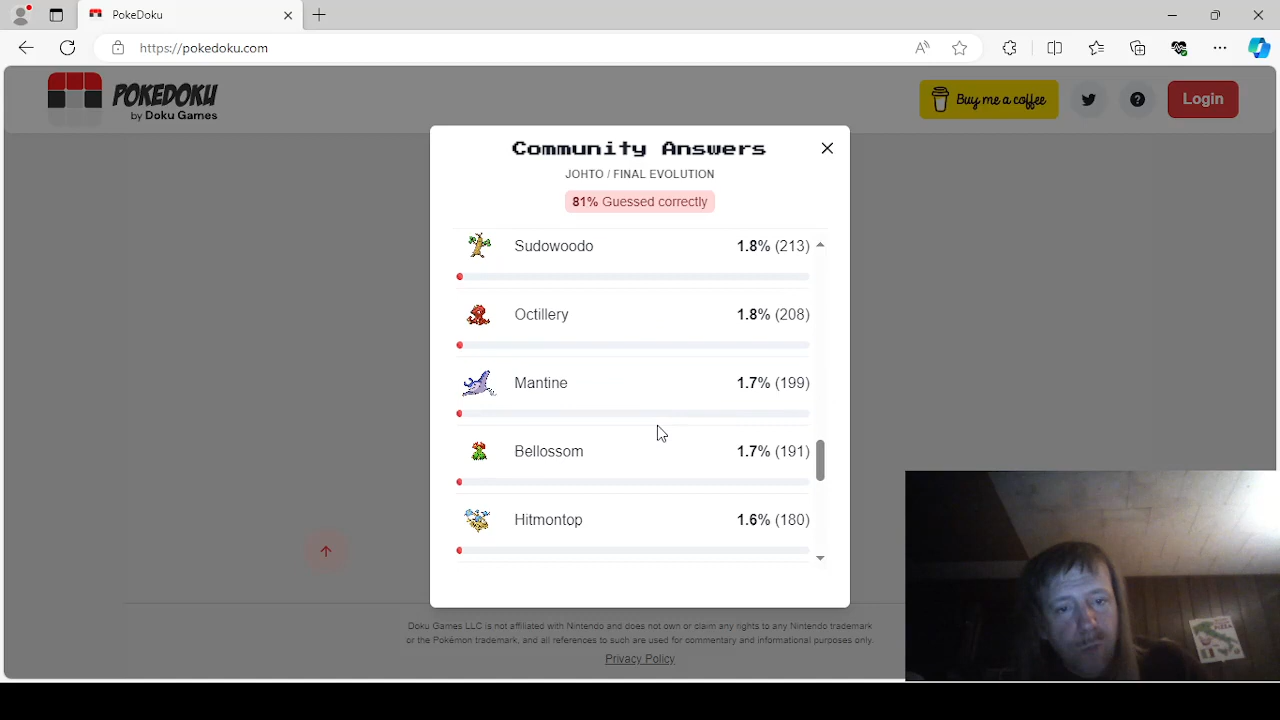 PokeDoku
https://pokedoku.com
POKEDOKU
by Doku Games
Buy me a coffee
Login
Community Answers
JOHTO / FINAL EVOLUTION
81% Guessed correctly
Sudowoodo 1.8% (213)
Octillery 1.8% (208)
Mantine 1.7% (199)
Bellossom 1.7% (191)
Hitmontop 1.6% (180)
Doku Games LLC is not affiliated with Nintendo and does not own or claim any rights to any Nintendo trademark
or the Pokémon trademark, and all references to such are used for commentary and informational purposes only.
Privacy Policy